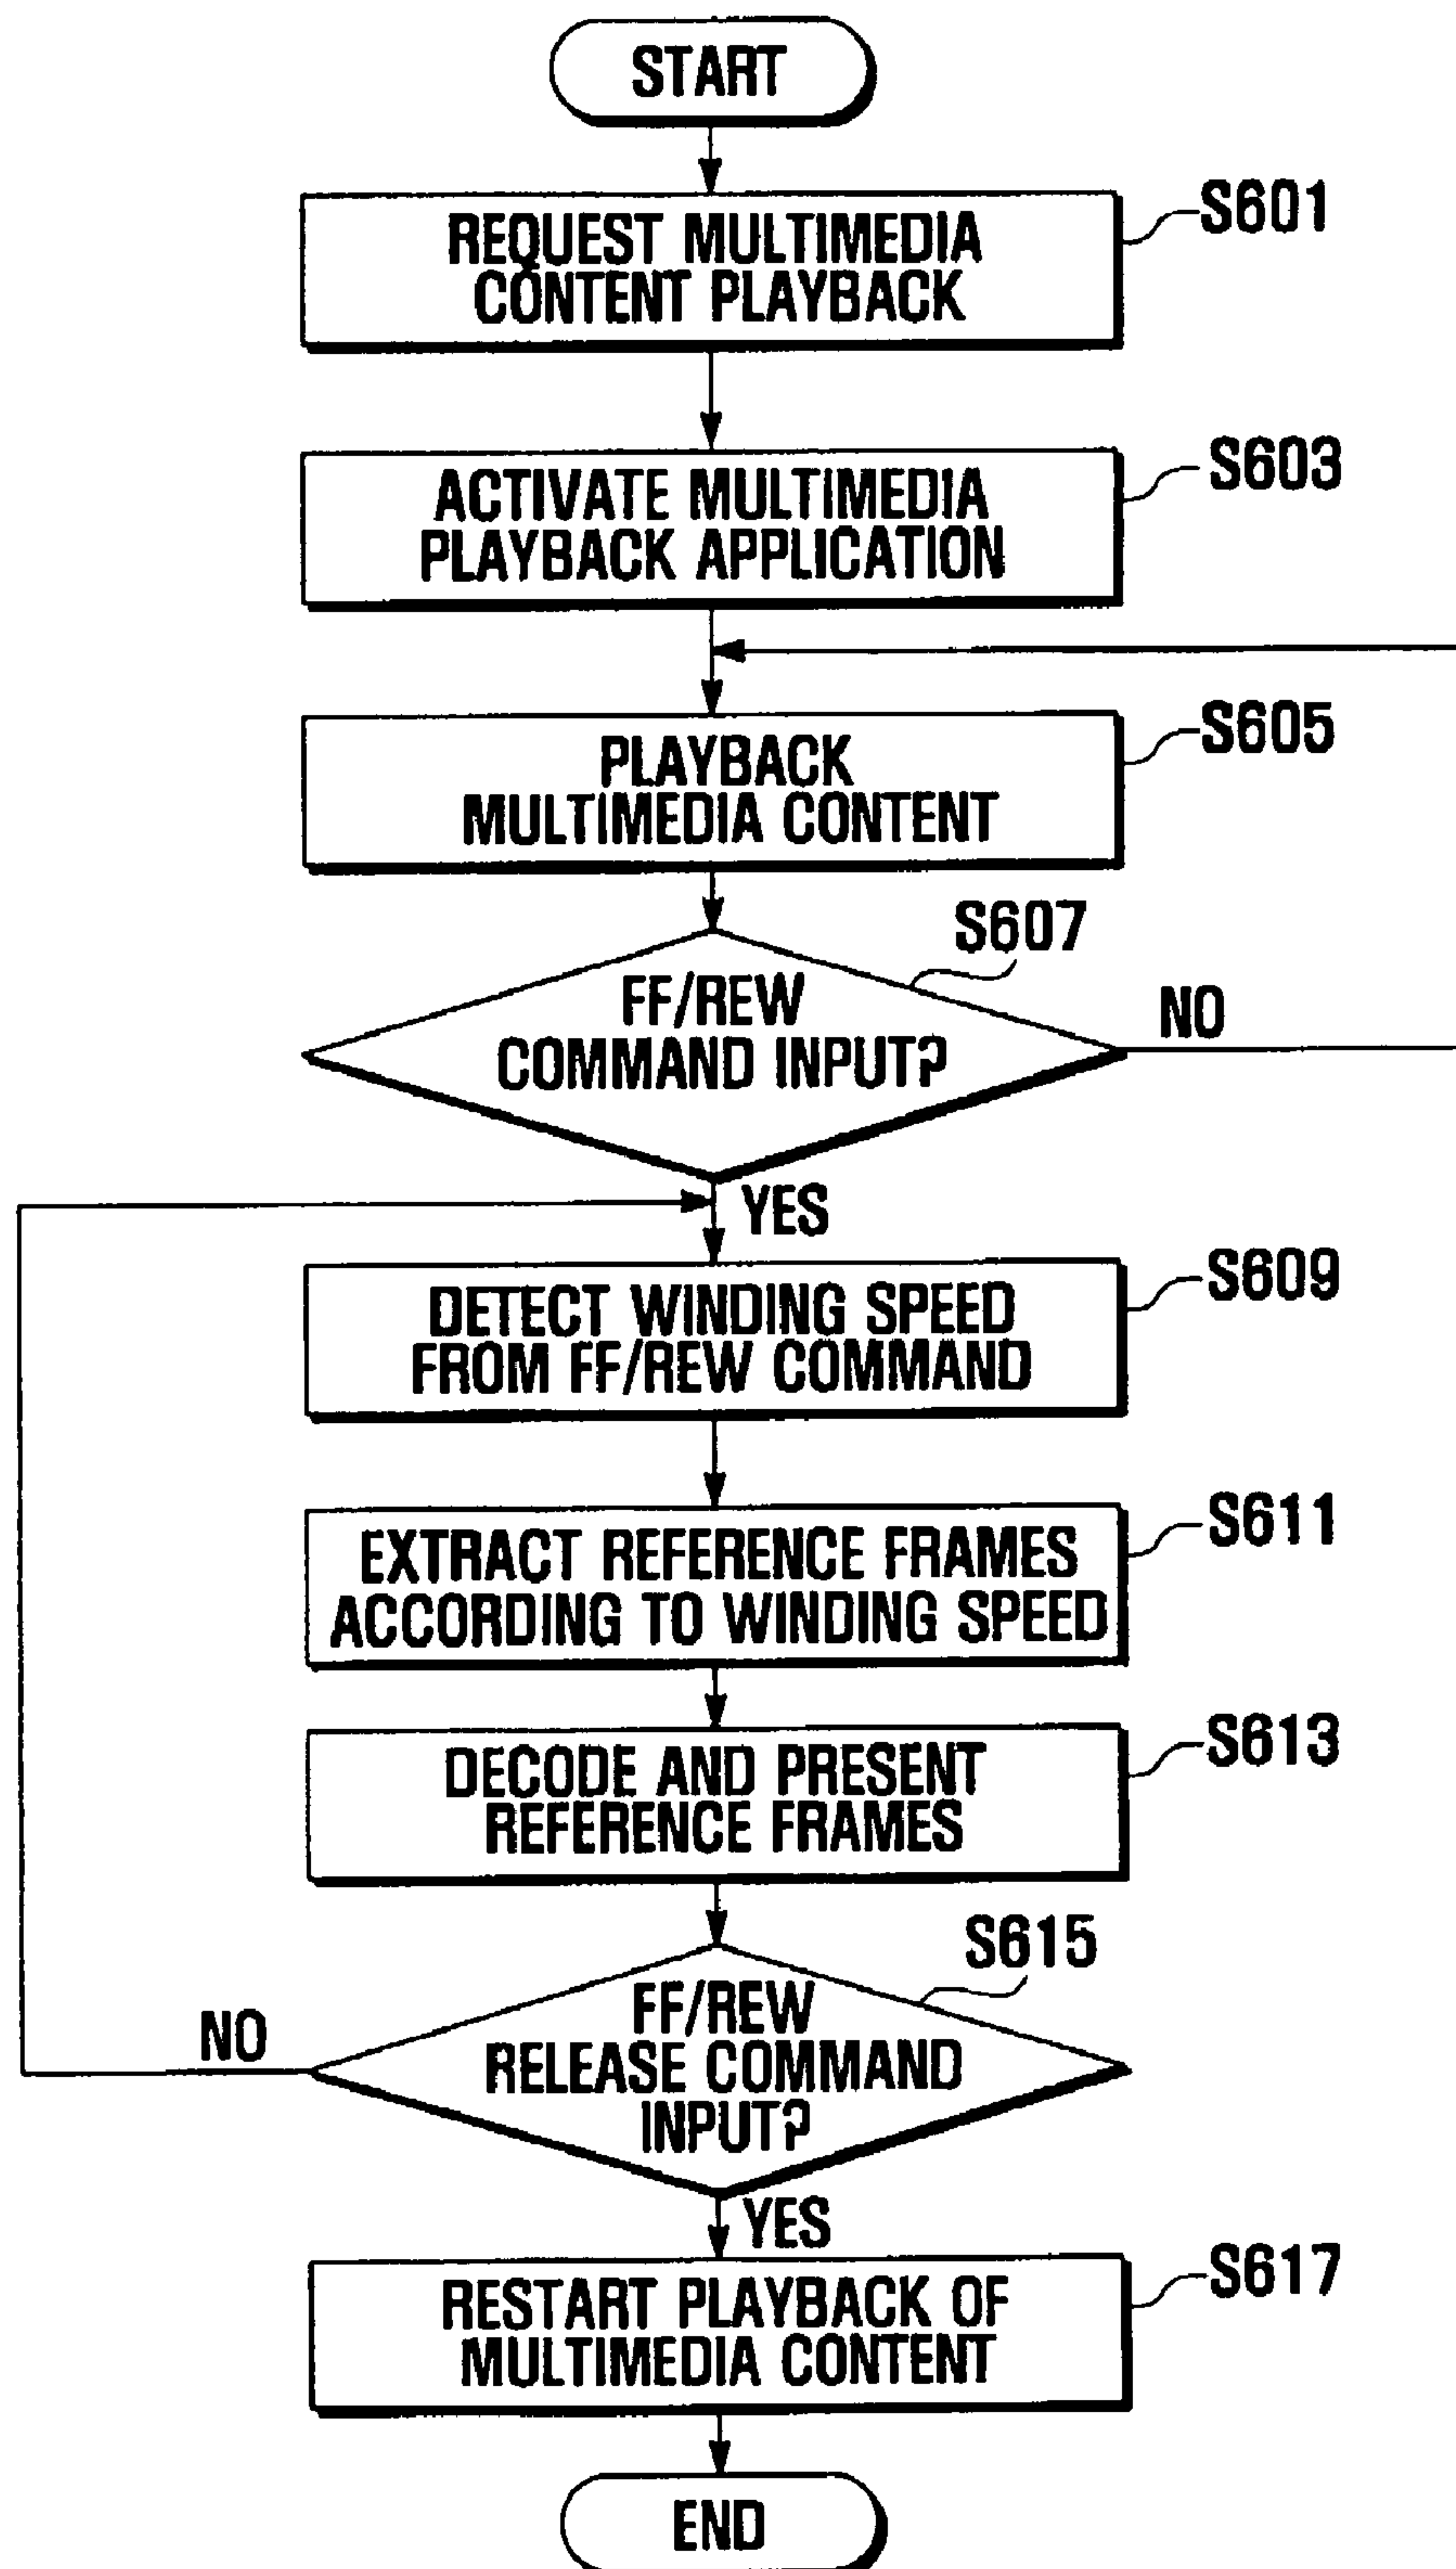 START
S601
REQUEST MULTIMEDIA
CONTENT PLAYBACK
S603
ACTIVATE MULTIMEDIA
PLAYBACK APPLICATION
S605
PLAYBACK
MULTIMEDIA CONTENT
S607
FF/REW
COMMAND INPUT?
NO
YES
S609
DETECT WINDING SPEED
FROM FF/REW COMMAND
S611
EXTRACT REFERENCE FRAMES
ACCORDING TO WINDING SPEED
S613
DECODE AND PRESENT
REFERENCE FRAMES
S615
FF/REW
RELEASE COMMAND
INPUT?
NO
YES
S617
RESTART PLAYBACK OF
MULTIMEDIA CONTENT
END